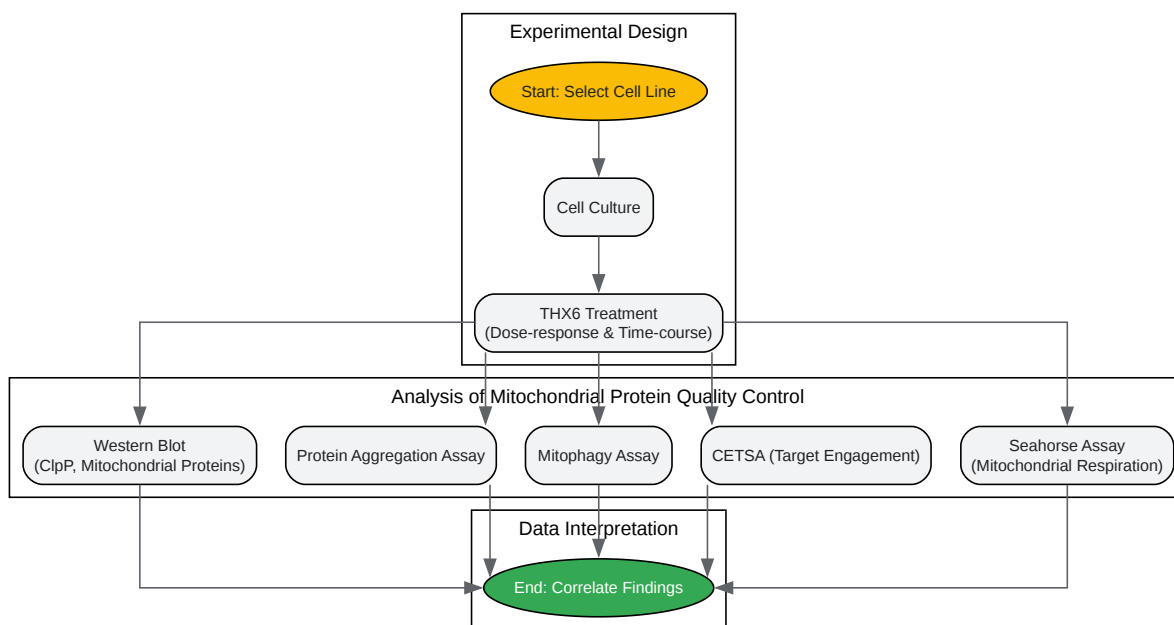 Experimental Design
Start: Select Cell Line
Cell Culture
THX6 Treatment
(Dose-response & Time-course)
Analysis of Mitochondrial Protein Quality Control
Western Blot
(ClpP, Mitochondrial Proteins)
Protein Aggregation Assay
Mitophagy Assay
CETSA (Target Engagement)
Seahorse Assay
(Mitochondrial Respiration)
Data Interpretation
End: Correlate Findings